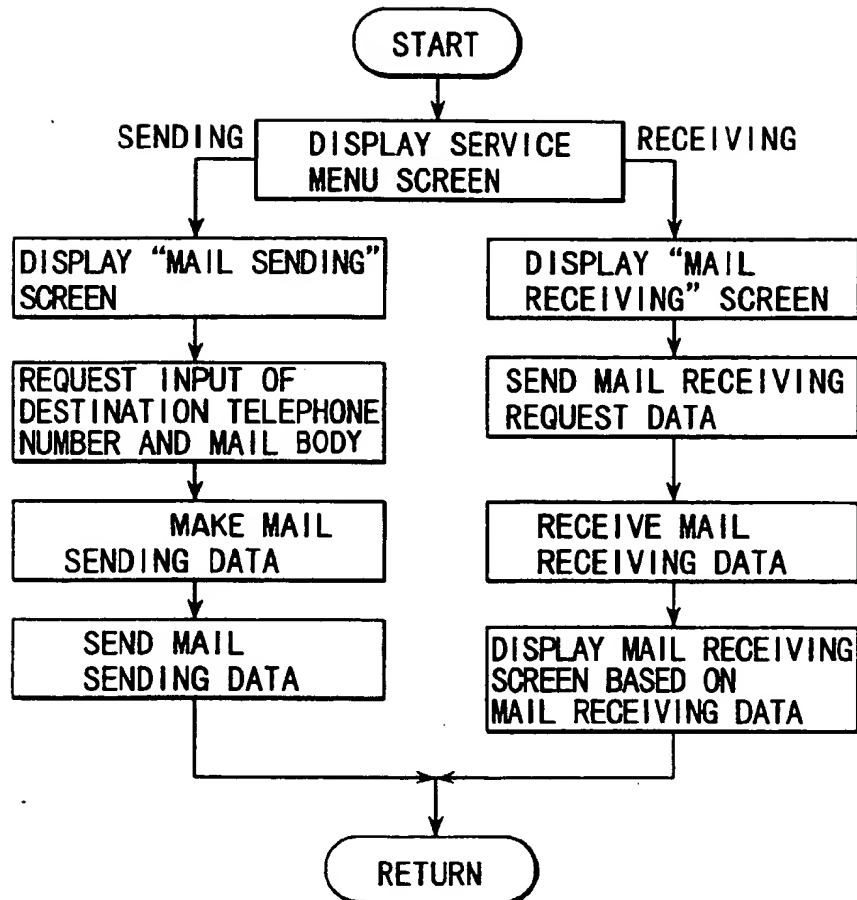 START
SENDING
DISPLAY SERVICE
MENU SCREEN
RECEIVING
DISPLAY “MAIL SENDING”
SCREEN
REQUEST INPUT OF
DESTINATION TELEPHONE
NUMBER AND MAIL BODY
MAKE MAIL
SENDING DATA
SEND MAIL
SENDING DATA
DISPLAY “MAIL
RECEIVING” SCREEN
SEND MAIL RECEIVING
REQUEST DATA
RECEIVE MAIL
RECEIVING DATA
DISPLAY MAIL RECEIVING
SCREEN BASED ON
MAIL RECEIVING DATA
RETURN